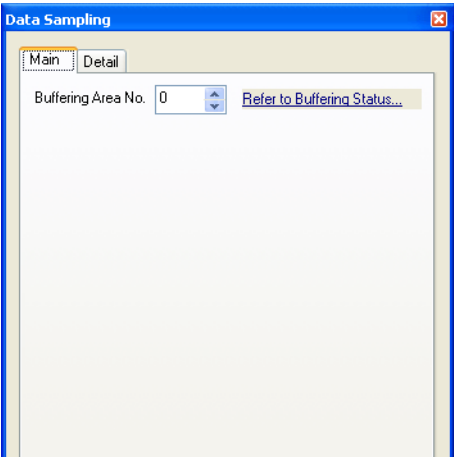 Data Sampling
Main Detail
Buffering Area No. 0 Refer to Buffering Status...